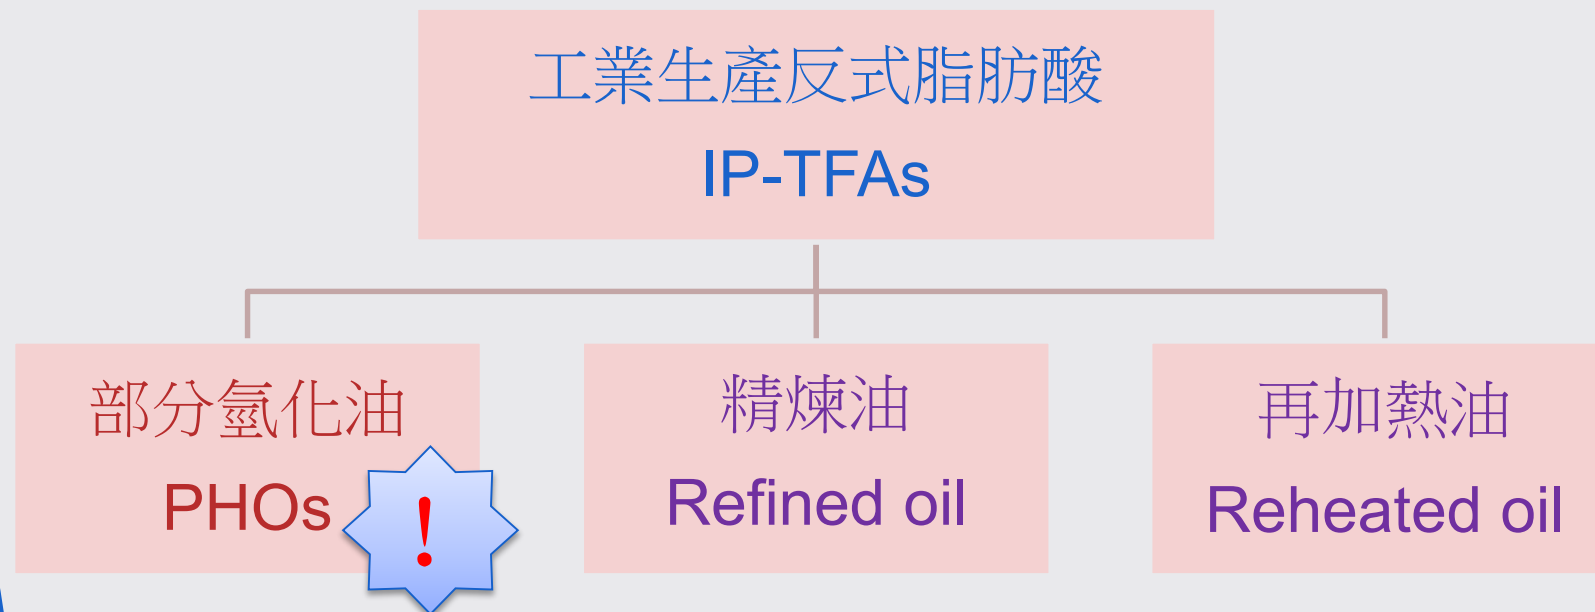 工業生產反式脂肪酸
IP-TFAs
部分氫化油
PHOs
!
精煉油
Refined oil
再加熱油
Reheated oil